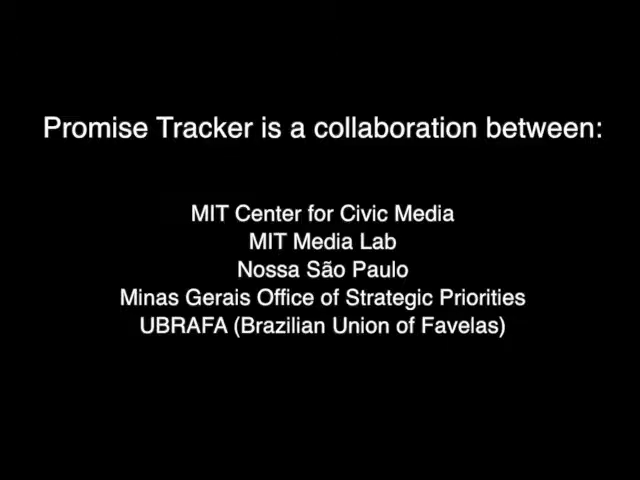 Promise Tracker is a collaboration between:
MIT Center for Civic Media
MIT Media Lab
Nossa São Paulo
Minas Gerais Office of Strategic Priorities
UBRAFA (Brazilian Union of Favelas)